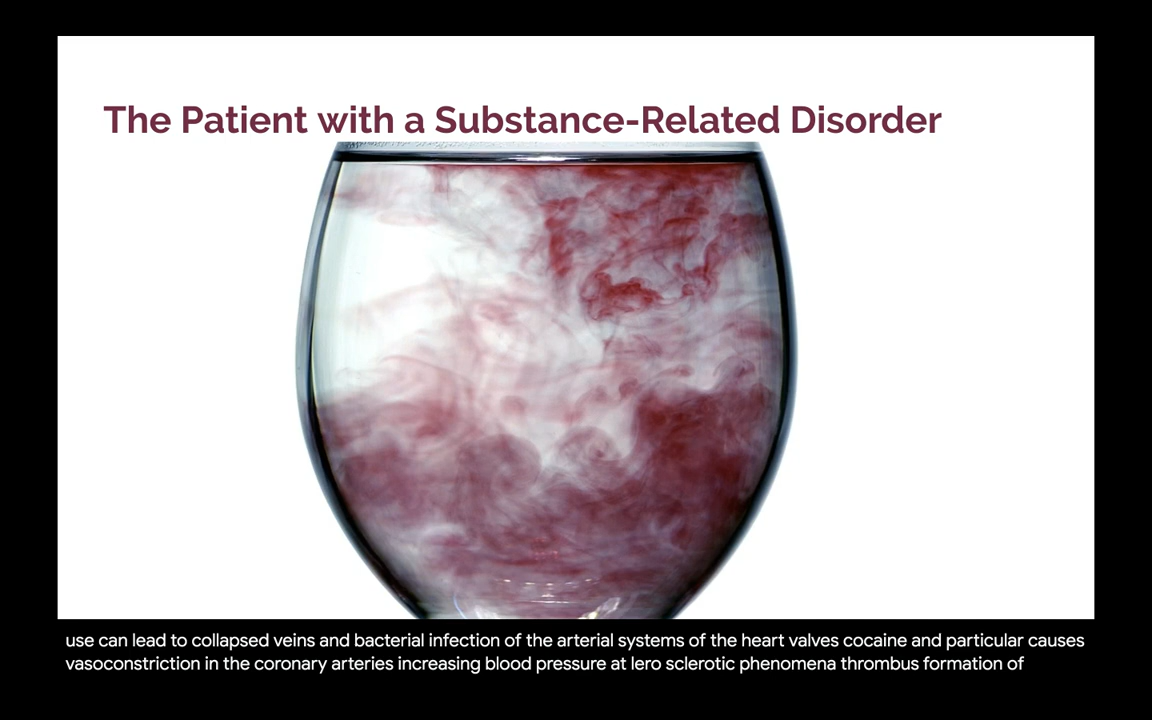 The Patient with a Substance-Related Disorder
use can lead to collapsed veins and bacterial infection of the arterial systems of the heart valves cocaine and particular causes
vasoconstriction in the coronary arteries increasing blood pressure at lero sclerotic phenomena thrombus formation of